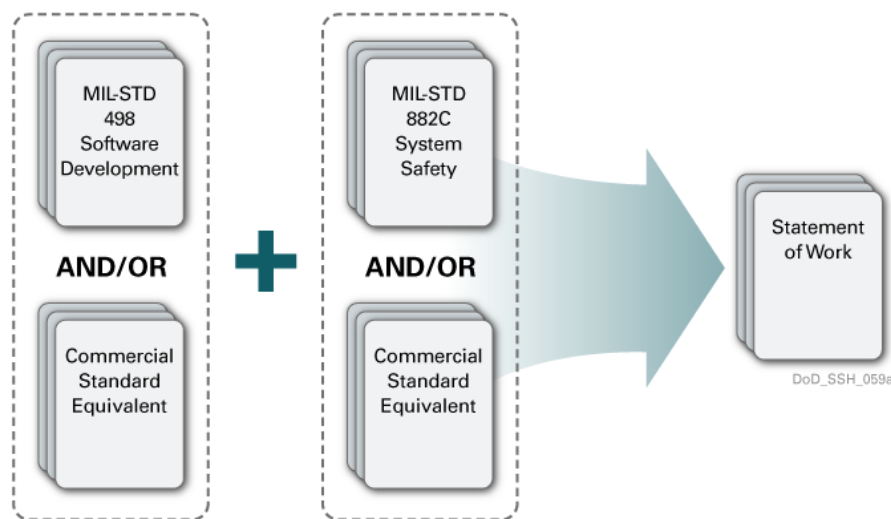 MIL-STD
498
Software
Development
AND/OR
Commercial
Standard
Equivalent
+
MIL-STD
882C
System
Safety
AND/OR
Commercial
Standard
Equivalent
Statement
of Work
DoD_SSH_059a